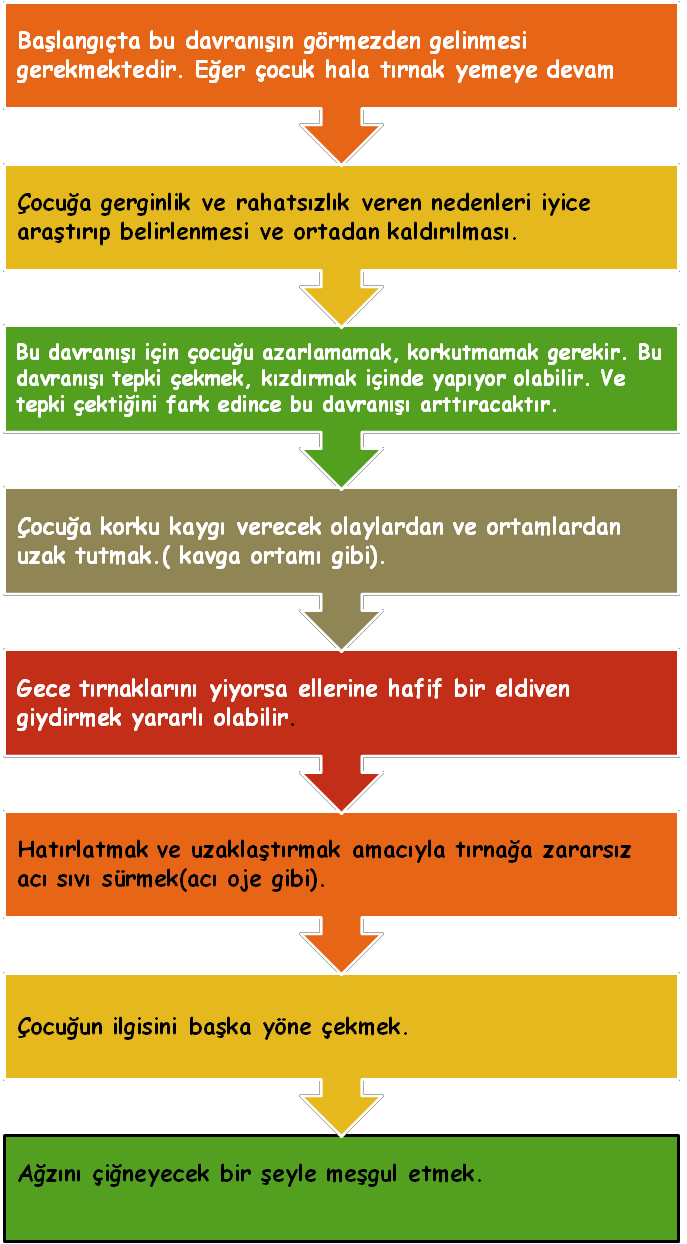 Başlangıçta bu davranışın görmezden gelinmesi
gerekmektedir. Eğer çocuk hala tırnak yemeye devam
Çocuğa gerginlik ve rahatsızlık veren nedenleri iyice
araştırıp belirlenmesi ve ortadan kaldırılması.
Bu davranışı için çocuğu azarlamamak, korkutmamak gerekir. Bu
davranışı tepki çekmek, kızdırmak içinde yapıyor olabilir. Ve
tepki çektiğini fark edince bu davranışı arttıracaktır.
Çocuğa korku kaygı verecek olaylardan ve ortamlardan
uzak tutmak.( kavga ortamı gibi).
Gece tırnaklarını yiyorsa ellerine hafif bir eldiven
giydirmek yararlı olabilir.
Hatırlatmak ve uzaklaştırmak amacıyla tırnağa zararsız
acı sıvı sürmek(acı oje gibi).
Çocuğun ilgisini başka yöne çekmek.
Ağzını çiğneyecek bir şeyle meşgul etmek.